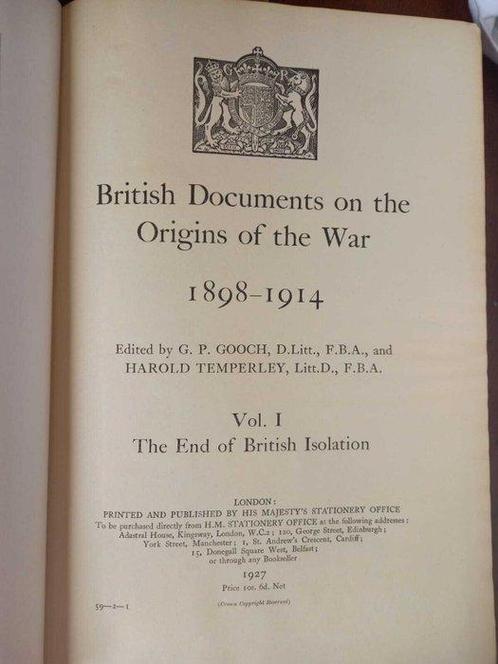 G R
British Documents on the
Origins of the War
1898–1914
Edited by G. P. GOOCH, D.Litt., F.B.A., and
HAROLD TEMPERLEY, Litt.D., F.B.A.
Vol. I
The End of British Isolation
LONDON:
PRINTED AND PUBLISHED BY HIS MAJESTY'S STATIONERY OFFICE
To be purchased directly from H.M. STATIONERY OFFICE at the following addresses:
Adastral House, Kingsway, London, W.C.2; 120, George Street, Edinburgh;
York Street, Manchester; 1, St. Andrew's Crescent, Cardiff;
15, Donegall Square West, Belfast;
or through any Bookseller
1927
Price 10s. 6d. Net
59—2—1
(Crown Copyright Reserved)